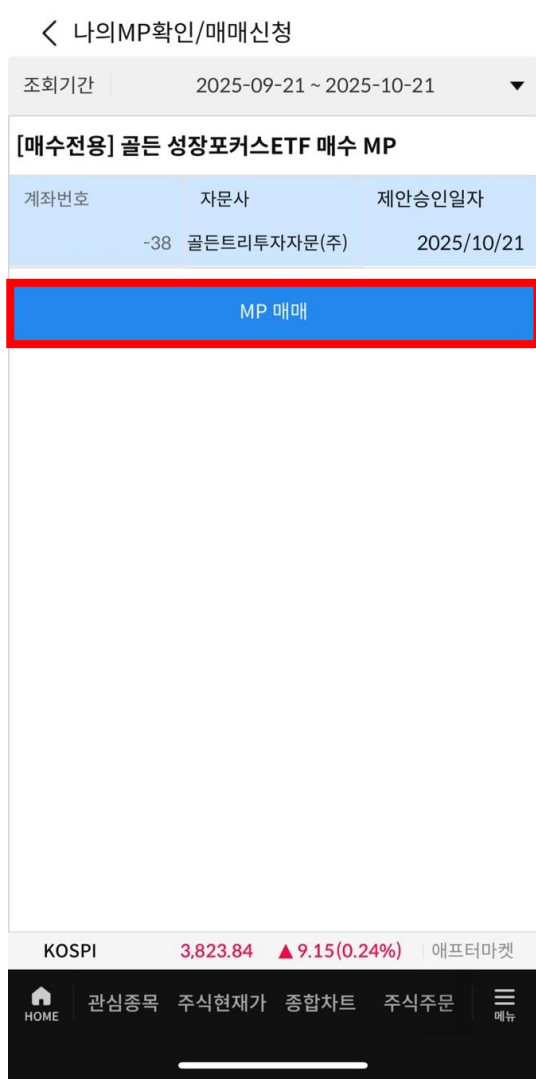 나의MP확인/매매신청
조회기간 2025-09-21 ~ 2025-10-21
[매수전용] 골든 성장포커스ETF 매수 MP
계좌번호 자문사 제안승인일자
-38 골든트리투자자문(주) 2025/10/21
MP 매매
KOSPI 3,823.84 ▲ 9.15(0.24%) 애프터마켓
HOME 관심종목 주식현재가 종합차트 주식주문 메뉴